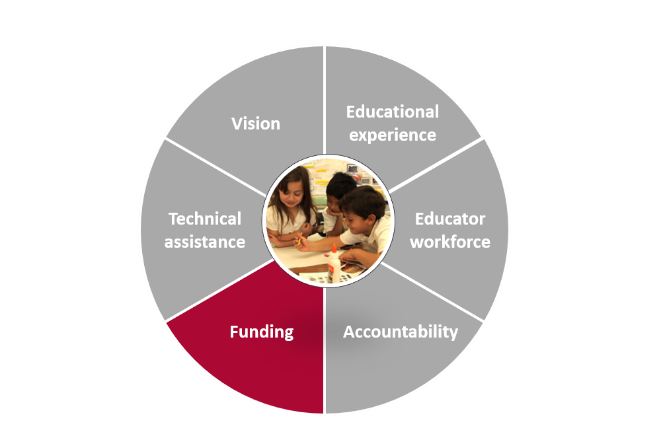 Vision
Educational
experience
Technical
assistance
Educator
workforce
Funding
Accountability